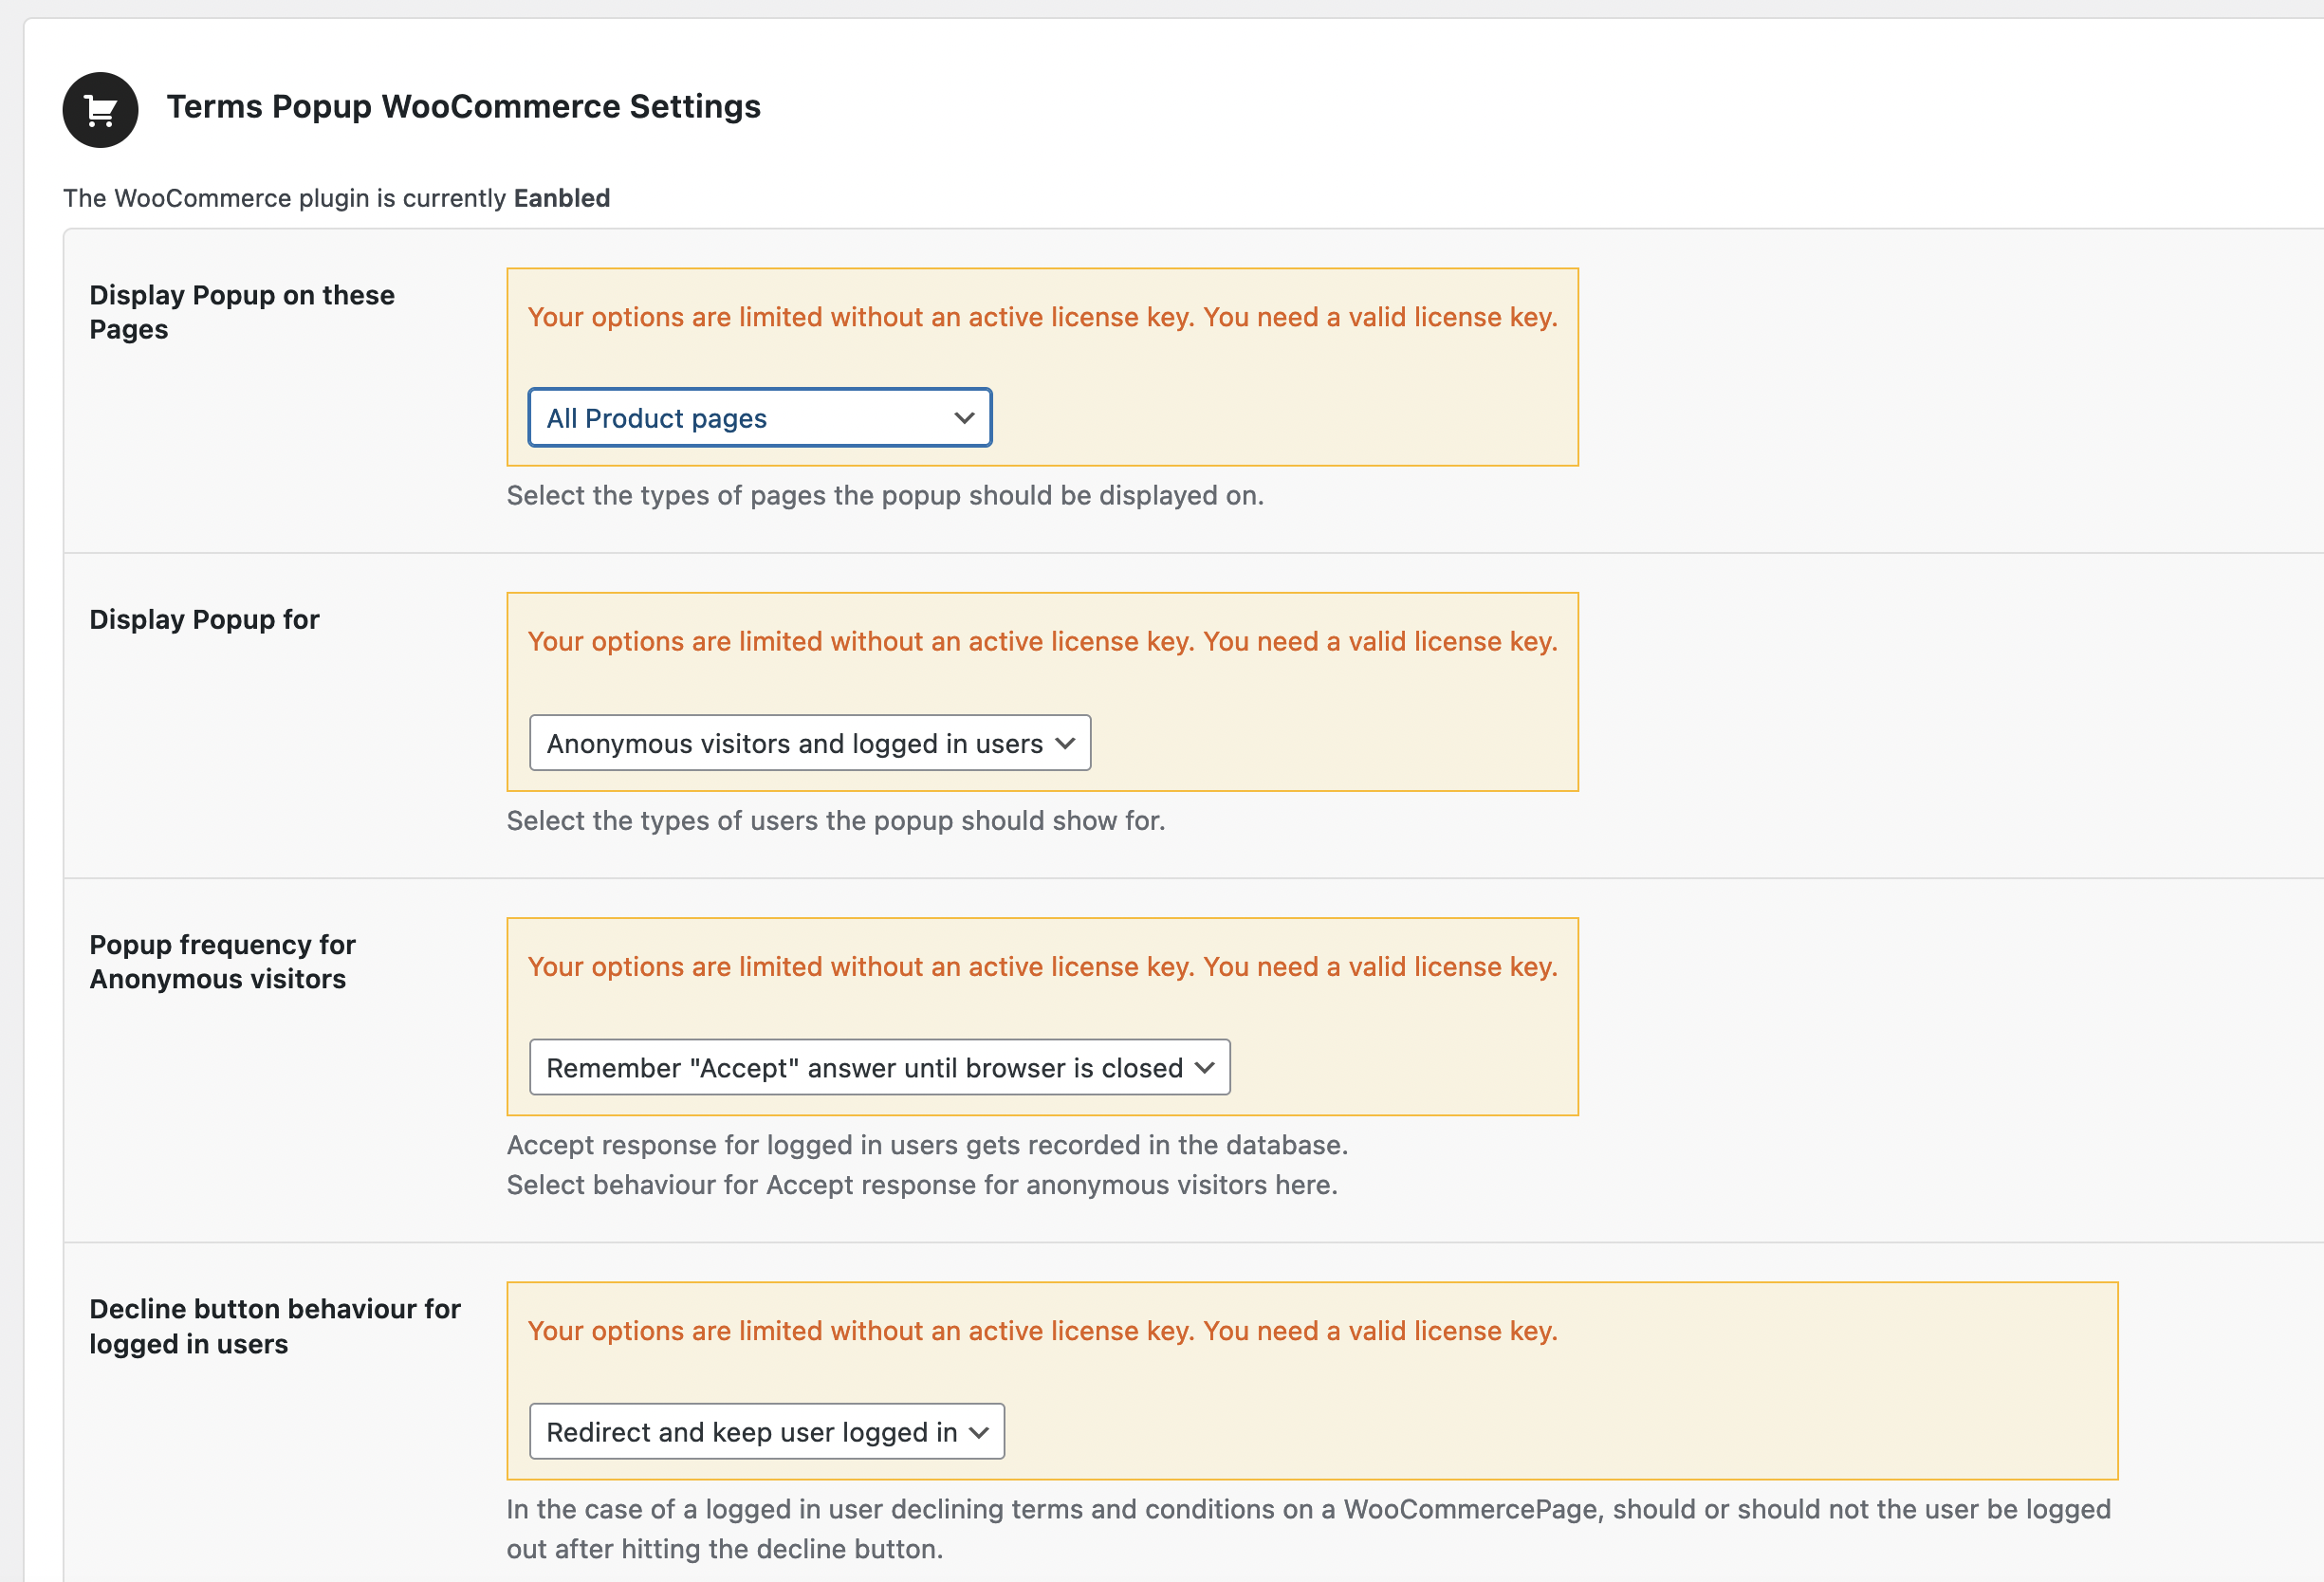 Terms Popup WooCommerce Settings
The WooCommerce plugin is currently Eanbled
Display Popup on these
Pages
Your options are limited without an active license key. You need a valid license key.
All Product pages
Select the types of pages the popup should be displayed on.
Display Popup for
Your options are limited without an active license key. You need a valid license key.
Anonymous visitors and logged in users
Select the types of users the popup should show for.
Popup frequency for
Anonymous visitors
Your options are limited without an active license key. You need a valid license key.
Remember "Accept" answer until browser is closed
Accept response for logged in users gets recorded in the database.
Select behaviour for Accept response for anonymous visitors here.
Decline button behaviour for
logged in users
Your options are limited without an active license key. You need a valid license key.
Redirect and keep user logged in
In the case of a logged in user declining terms and conditions on a WooCommercePage, should or should not the user be logged
out after hitting the decline button.